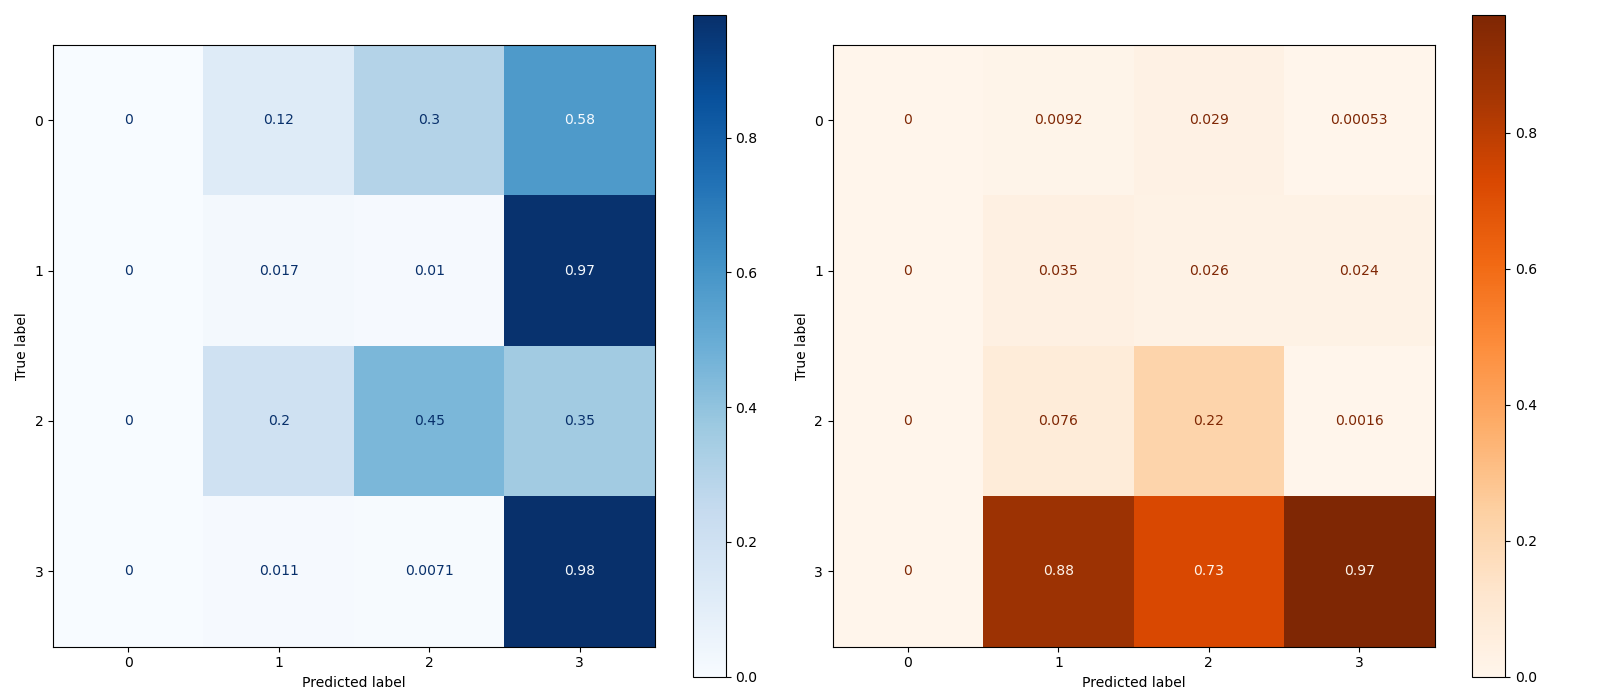 0 0 0.12 0.3 0.58
1 0 0.017 0.01 0.97
2 0 0.2 0.45 0.35
3 0 0.011 0.0071 0.98
0 1 2 3
True label
Predicted label
0.8
0.6
0.4
0.2
0.0
0 0 0.0092 0.029 0.00053
1 0 0.035 0.026 0.024
2 0 0.076 0.22 0.0016
3 0 0.88 0.73 0.97
0 1 2 3
True label
Predicted label
0.8
0.6
0.4
0.2
0.0